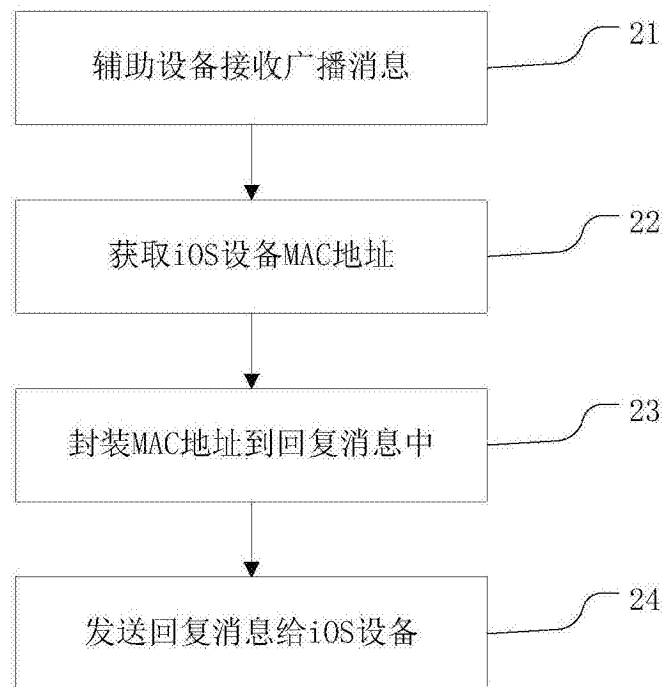 辅助设备接收广播消息
21
获取iOS设备MAC地址
22
封装MAC地址到回复消息中
23
发送回复消息给iOS设备
24